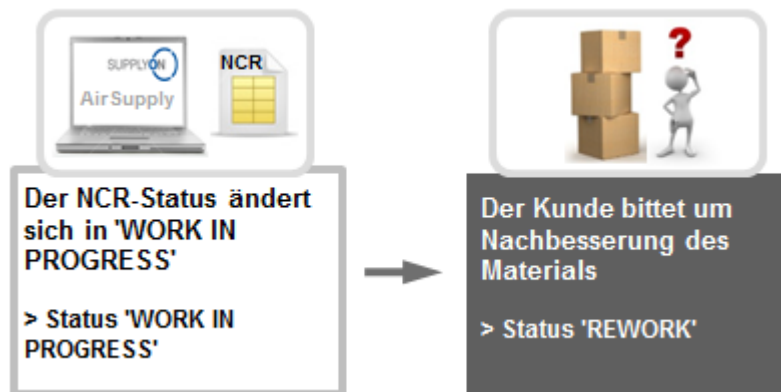 SUPPLYON
AirSupply
NCR
?
Der NCR-Status ändert
sich in 'WORK IN
PROGRESS'
> Status 'WORK IN
PROGRESS'
Der Kunde bittet um
Nachbesserung des
Materials
> Status 'REWORK'